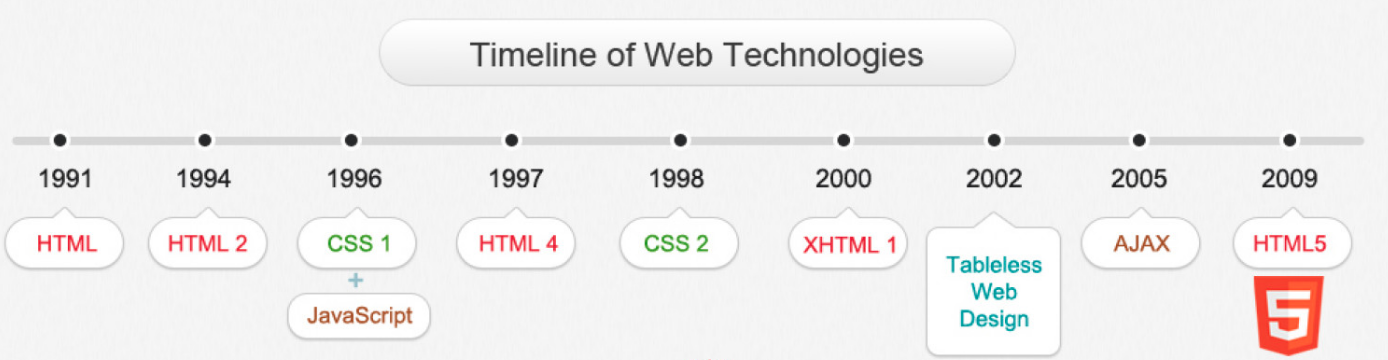 Timeline of Web Technologies
1991 1994 1996 1997 1998 2000 2002 2005 2009
HTML HTML 2 CSS 1 HTML 4 CSS 2 XHTML 1 Tableless Web Design AJAX HTML5
+
JavaScript
5